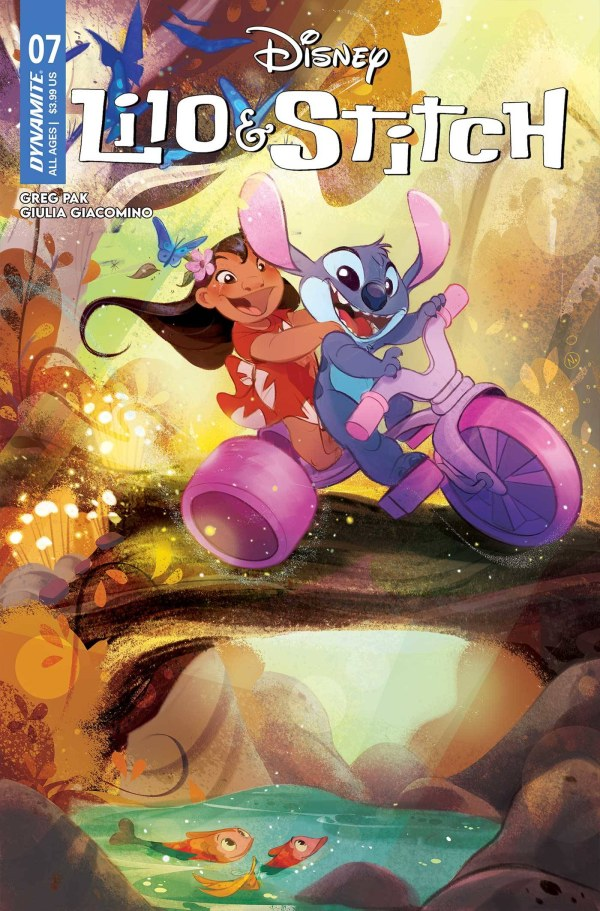 07
DYNAMITE.
ALL AGES | $3.99 US
Disney
Lilo & Stitch
GREG PAK
GIULIA GIACOMINO